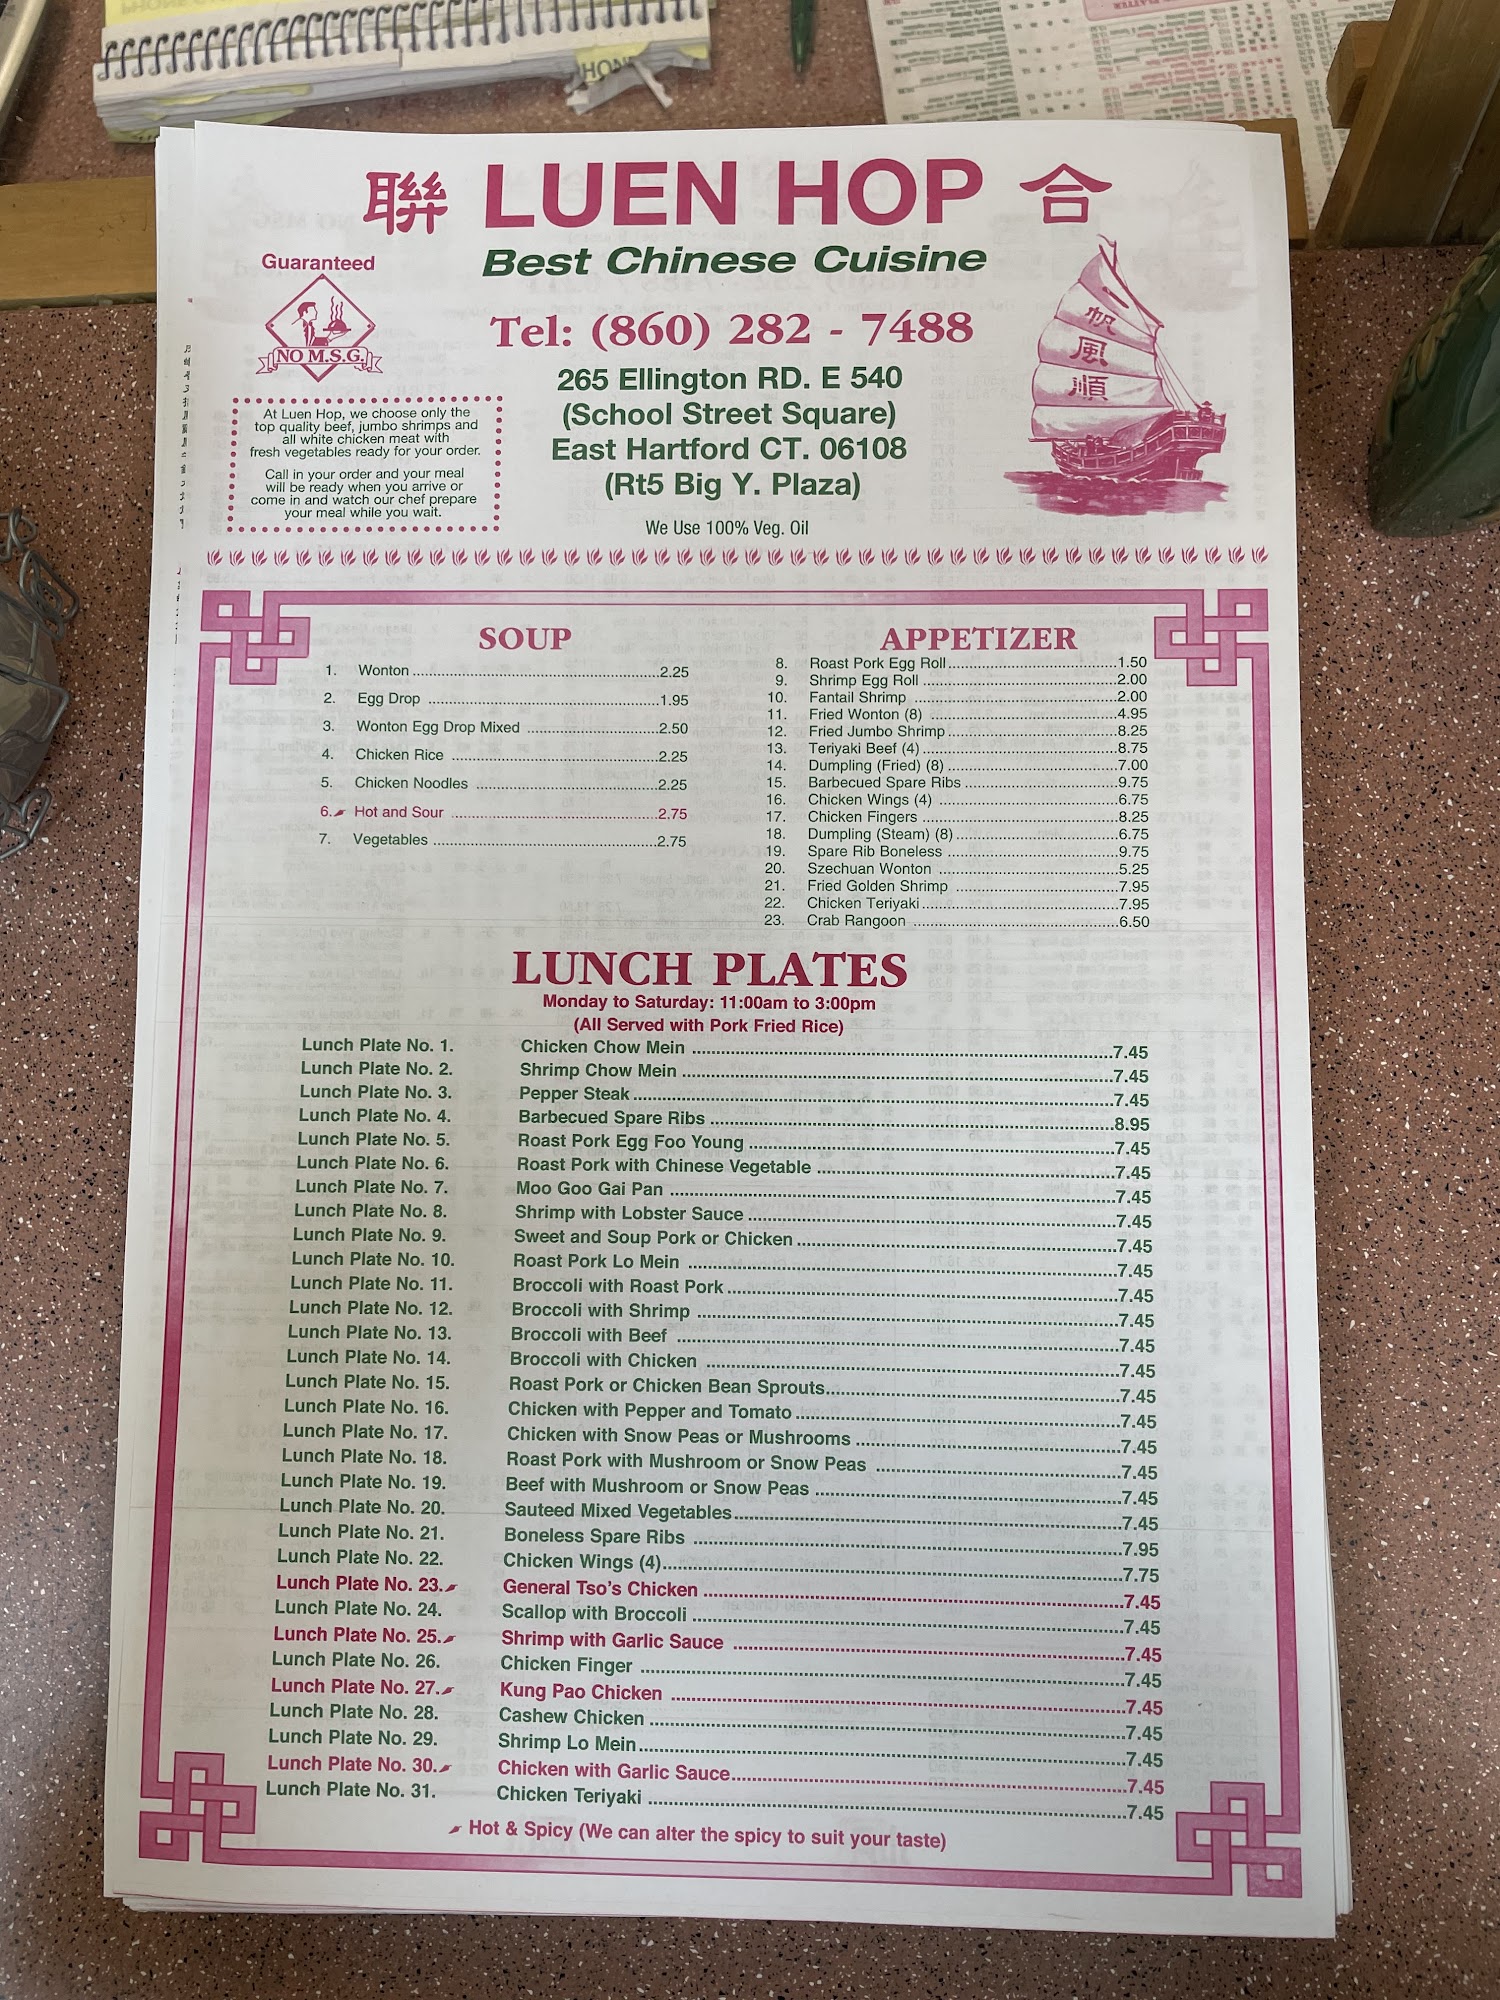 HON
聯 LUEN HOP 合
Best Chinese Cuisine
Guaranteed
NO M.S.G.
Tel: (860) 282 - 7488
265 Ellington RD. E 540
(School Street Square)
East Hartford CT. 06108
(Rt5 Big Y. Plaza)
We Use 100% Veg. Oil
At Luen Hop, we choose only the
top quality beef, jumbo shrimps and
all white chicken meat with
fresh vegetables ready for your order.
Call in your order and your meal
will be ready when you arrive or
come in and watch our chef prepare
your meal while you wait.
一帆風順
SOUP
1. Wonton 2.25
2. Egg Drop 1.95
3. Wonton Egg Drop Mixed 2.50
4. Chicken Rice 2.25
5. Chicken Noodles 2.25
6. Hot and Sour 2.75
7. Vegetables 2.75
APPETIZER
8. Roast Pork Egg Roll 1.50
9. Shrimp Egg Roll 2.00
10. Fantail Shrimp 2.00
11. Fried Wonton (8) 4.95
12. Fried Jumbo Shrimp 8.25
13. Teriyaki Beef (4) 8.75
14. Dumpling (Fried) (8) 7.00
15. Barbecued Spare Ribs 9.75
16. Chicken Wings (4) 6.75
17. Chicken Fingers 8.25
18. Dumpling (Steam) (8) 6.75
19. Spare Rib Boneless 9.75
20. Szechuan Wonton 5.25
21. Fried Golden Shrimp 7.95
22. Chicken Teriyaki 7.95
23. Crab Rangoon 6.50
LUNCH PLATES
Monday to Saturday: 11:00am to 3:00pm
(All Served with Pork Fried Rice)
Lunch Plate No. 1. Chicken Chow Mein 7.45
Lunch Plate No. 2. Shrimp Chow Mein 7.45
Lunch Plate No. 3. Pepper Steak 7.45
Lunch Plate No. 4. Barbecued Spare Ribs 8.95
Lunch Plate No. 5. Roast Pork Egg Foo Young 7.45
Lunch Plate No. 6. Roast Pork with Chinese Vegetable 7.45
Lunch Plate No. 7. Moo Goo Gai Pan 7.45
Lunch Plate No. 8. Shrimp with Lobster Sauce 7.45
Lunch Plate No. 9. Sweet and Soup Pork or Chicken 7.45
Lunch Plate No. 10. Roast Pork Lo Mein 7.45
Lunch Plate No. 11. Broccoli with Roast Pork 7.45
Lunch Plate No. 12. Broccoli with Shrimp 7.45
Lunch Plate No. 13. Broccoli with Beef 7.45
Lunch Plate No. 14. Broccoli with Chicken 7.45
Lunch Plate No. 15. Roast Pork or Chicken Bean Sprouts 7.45
Lunch Plate No. 16. Chicken with Pepper and Tomato 7.45
Lunch Plate No. 17. Chicken with Snow Peas or Mushrooms 7.45
Lunch Plate No. 18. Roast Pork with Mushroom or Snow Peas 7.45
Lunch Plate No. 19. Beef with Mushroom or Snow Peas 7.45
Lunch Plate No. 20. Sauteed Mixed Vegetables 7.45
Lunch Plate No. 21. Boneless Spare Ribs 7.95
Lunch Plate No. 22. Chicken Wings (4) 7.75
Lunch Plate No. 23. General Tso's Chicken 7.45
Lunch Plate No. 24. Scallop with Broccoli 7.45
Lunch Plate No. 25. Shrimp with Garlic Sauce 7.45
Lunch Plate No. 26. Chicken Finger 7.45
Lunch Plate No. 27. Kung Pao Chicken 7.45
Lunch Plate No. 28. Cashew Chicken 7.45
Lunch Plate No. 29. Shrimp Lo Mein 7.45
Lunch Plate No. 30. Chicken with Garlic Sauce 7.45
Lunch Plate No. 31. Chicken Teriyaki 7.45
Hot & Spicy (We can alter the spicy to suit your taste)